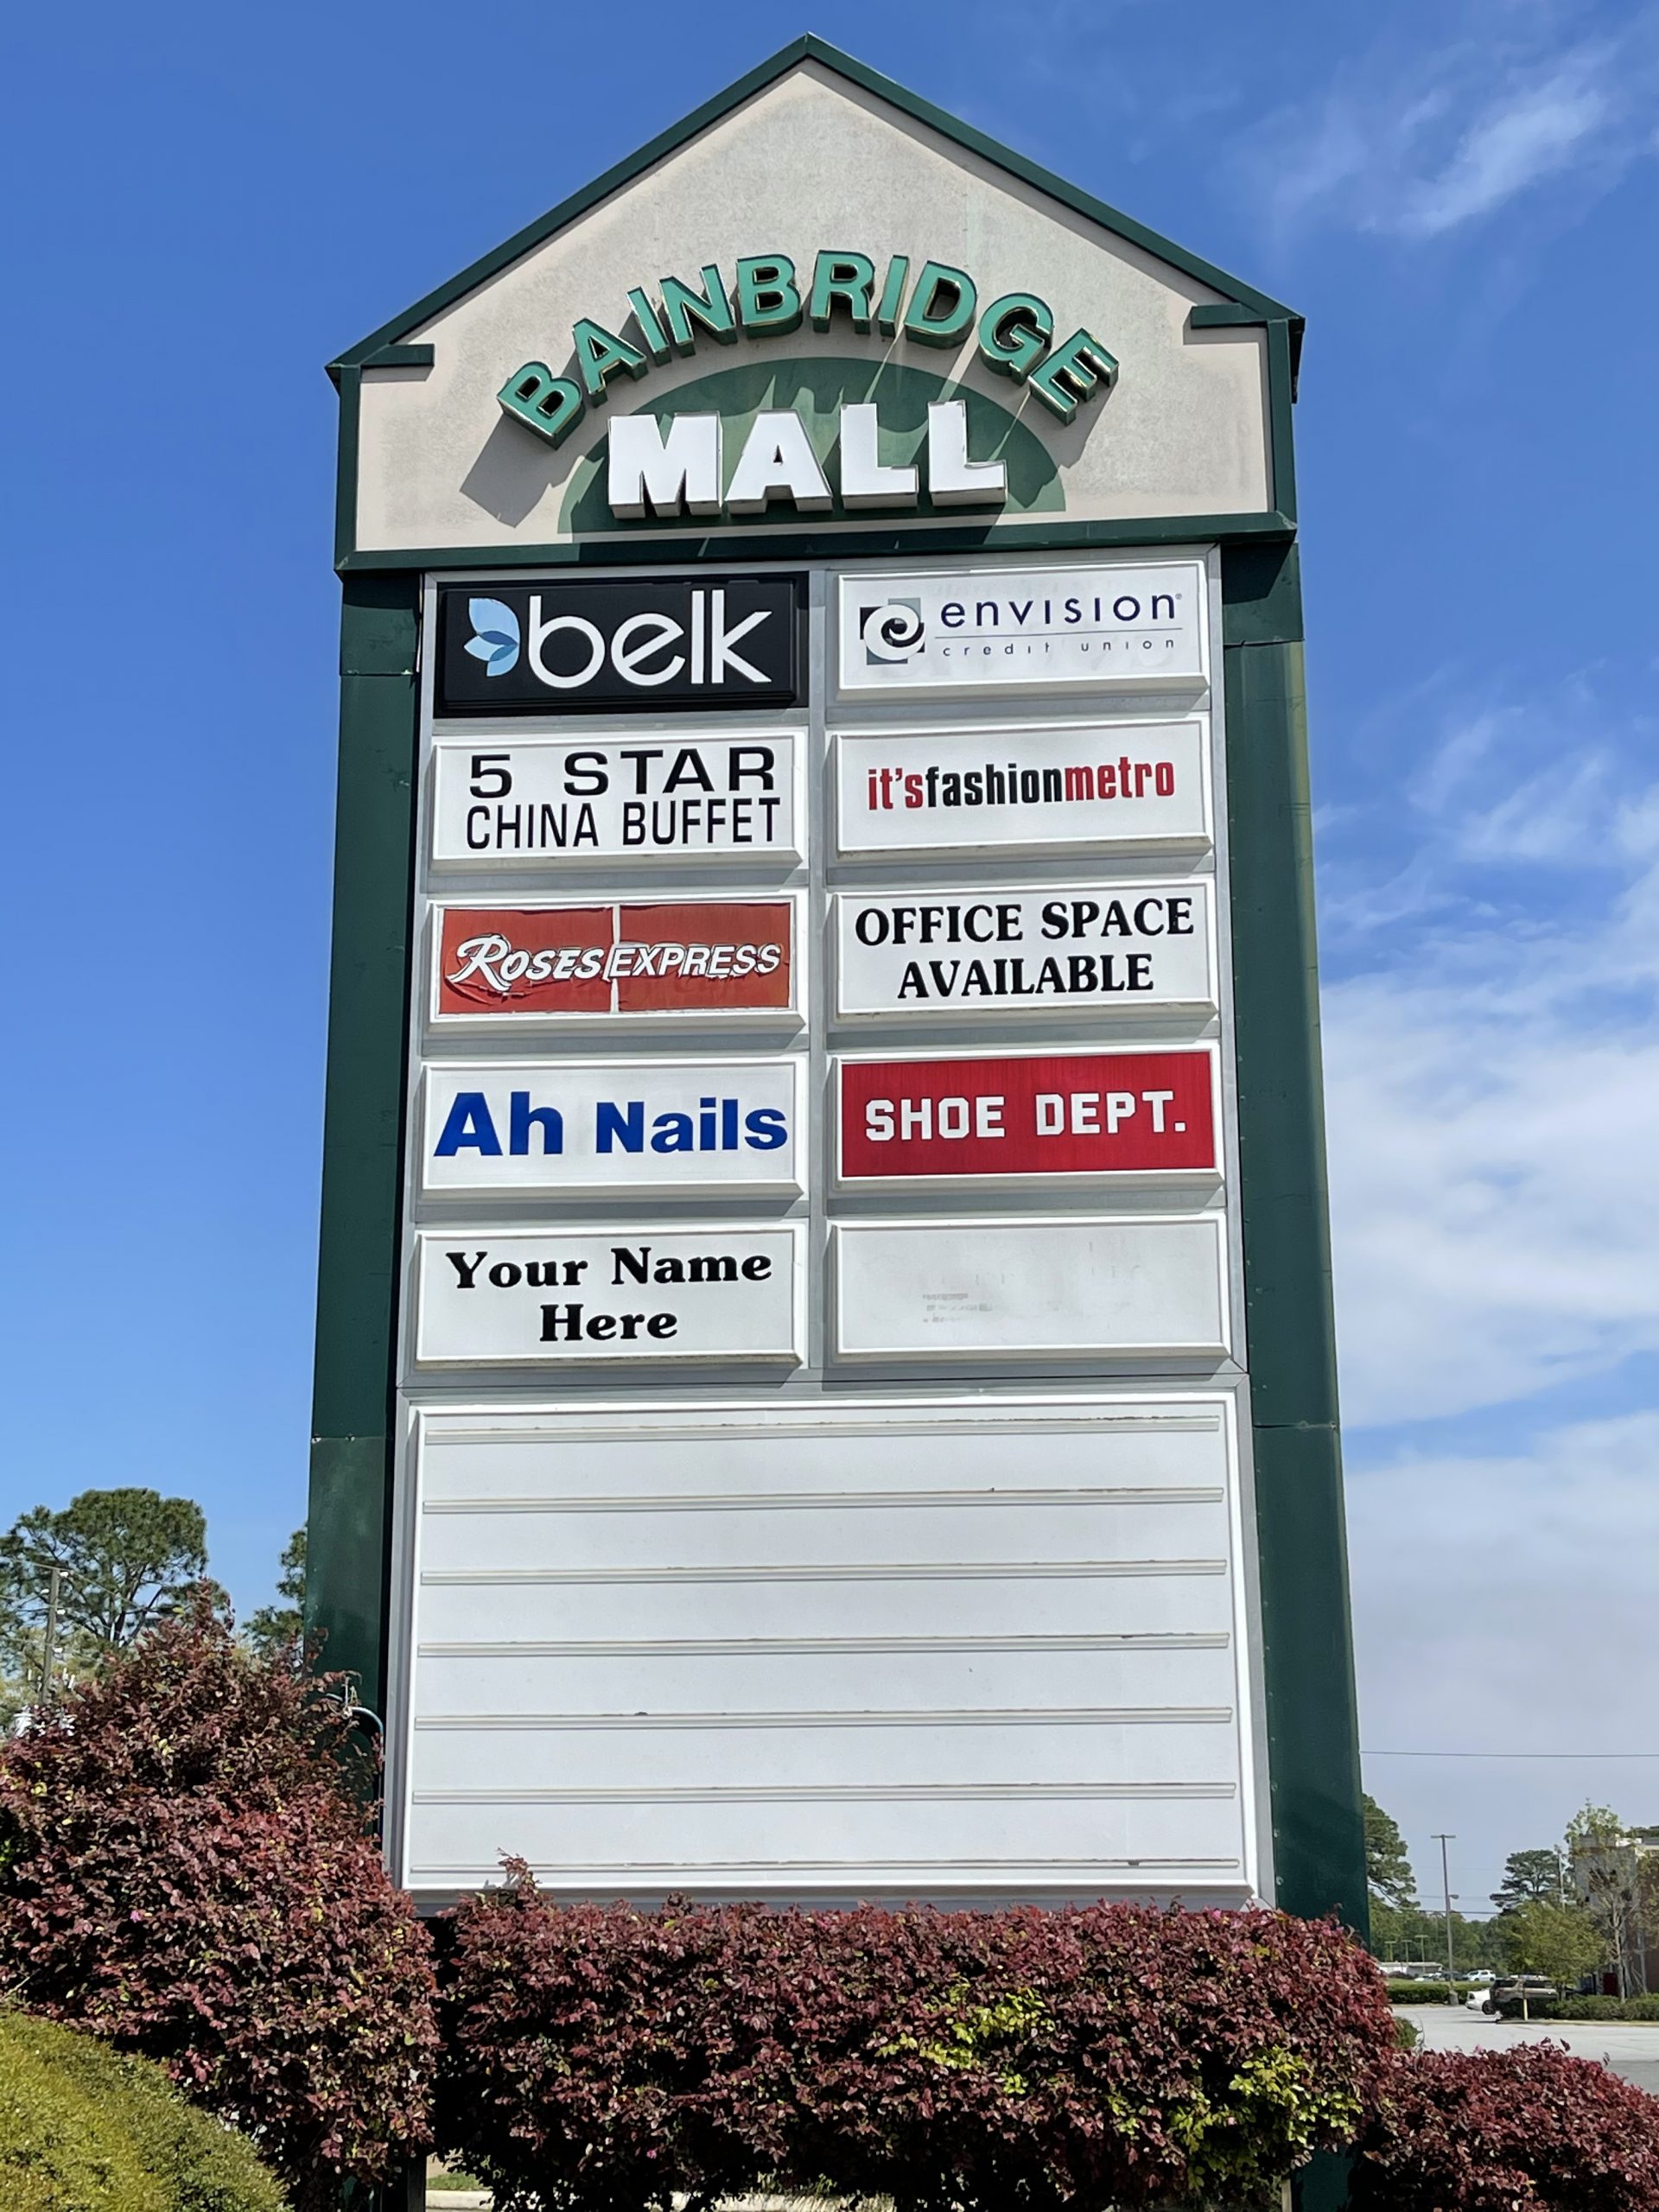 BAINBRIDGE
MALL
belk
envision®
credit union
5 STAR
CHINA BUFFET
it'sfashionmetro
ROSES EXPRESS
OFFICE SPACE
AVAILABLE
Ah Nails
SHOE DEPT.
Your Name
Here